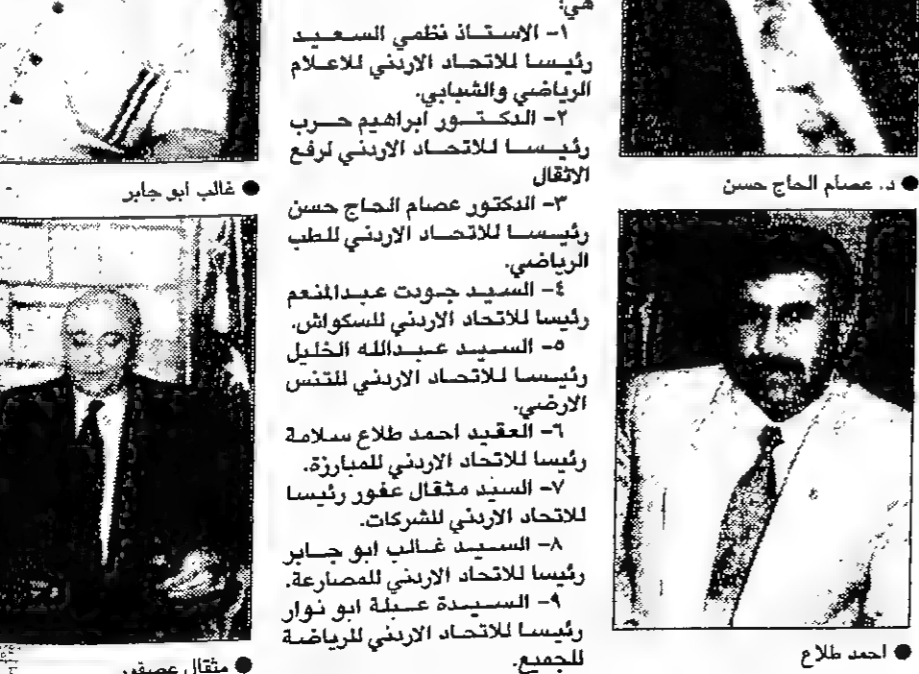 هي:
١- الاستاذ نظمي السعيد
رئيسا للاتحاد الاردني للاعلام
الرياضي والشبابي.
٢- الدكتور ابراهيم حرب
رئيسا للاتحاد الاردني لرفع
الاثقال
٣- الدكتور عصام الحاج حسن
رئيسا للاتحاد الاردني للطب
الرياضي.
٤- السيد جودت عبدالمنعم
رئيسا للاتحاد الاردني للسكواش.
٥- السيد عبدالله الخليل
رئيسا للاتحاد الاردني للتنس
الارضي.
٦- العقيد احمد طلاع سلامة
رئيسا للاتحاد الاردني للمبارزة.
٧- السيد مثقال عفور رئيسا
للاتحاد الاردني للشركات.
٨- السيد غالب ابو جابر
رئيسا للاتحاد الاردني للمصارعة.
٩- السيدة عبلة ابو نوار
رئيسا للاتحاد الاردني للرياضة
للجميع.
د. عصام الحاج حسن
احمد طلاع
غالب ابو جابر
مثقال عصفور